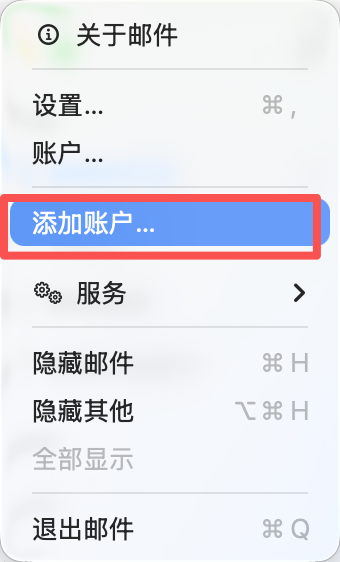 关于邮件
设置... ⌘ ,
账户...
添加账户...
服务
隐藏邮件 ⌘ H
隐藏其他 ⌥ ⌘ H
全部显示
退出邮件 ⌘ Q